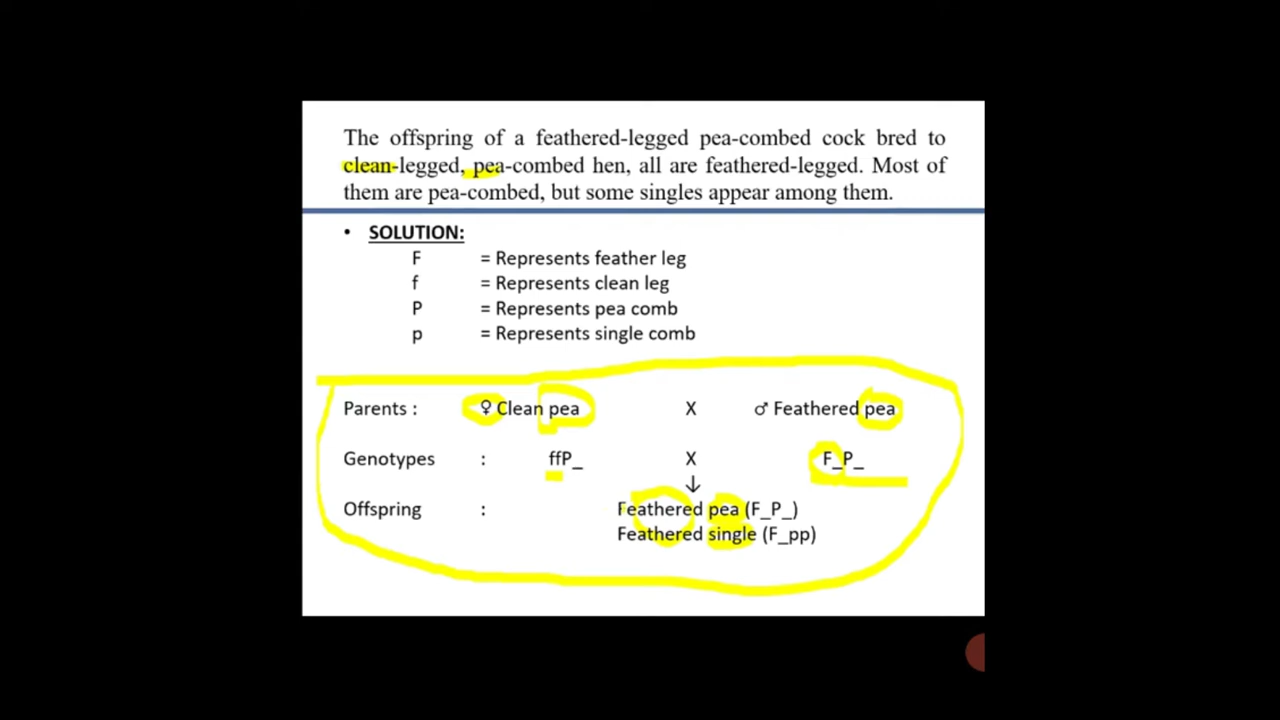 The offspring of a feathered-legged pea-combed cock bred to
clean-legged, pea-combed hen, all are feathered-legged. Most of
them are pea-combed, but some singles appear among them.
• SOLUTION:
F = Represents feather leg
f = Represents clean leg
P = Represents pea comb
p = Represents single comb
Parents : ♀ Clean pea X ♂ Feathered pea
Genotypes : ffP_ X F_P_
↓
Offspring : Feathered pea (F_P_)
Feathered single (F_pp)